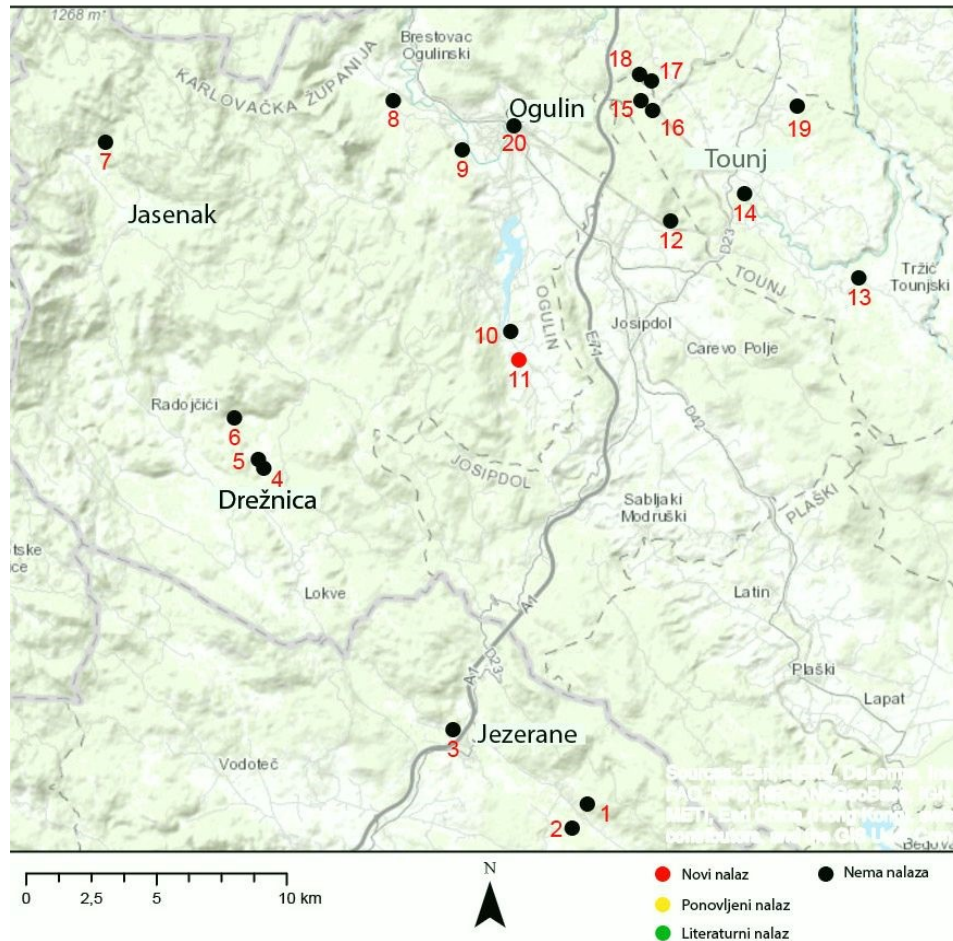 1268 m
Brestovac
Ogulinski
KARLOVAČKA ŽUPANIJA
18
17
8
Ogulin
15
16
19
20
7
9
Tounj
14
Jasenak
12
D23
TOUNJ
Tržić
Tounjski
13
OGULIN
10
Josipdol
E74
Carevo Polje
11
Radojčići
6
D42
5
4
JOSIPDOL
Drežnica
Sabljaki
Modruški
PLAŠKI
Lokve
A1
Latin
D23
Plaški
A1
Lapat
Jezerane
3
Vodoteč
1
2
0 2,5 5 10 km
N
Novi nalaz
Nema nalaza
Ponovljeni nalaz
Literaturni nalaz